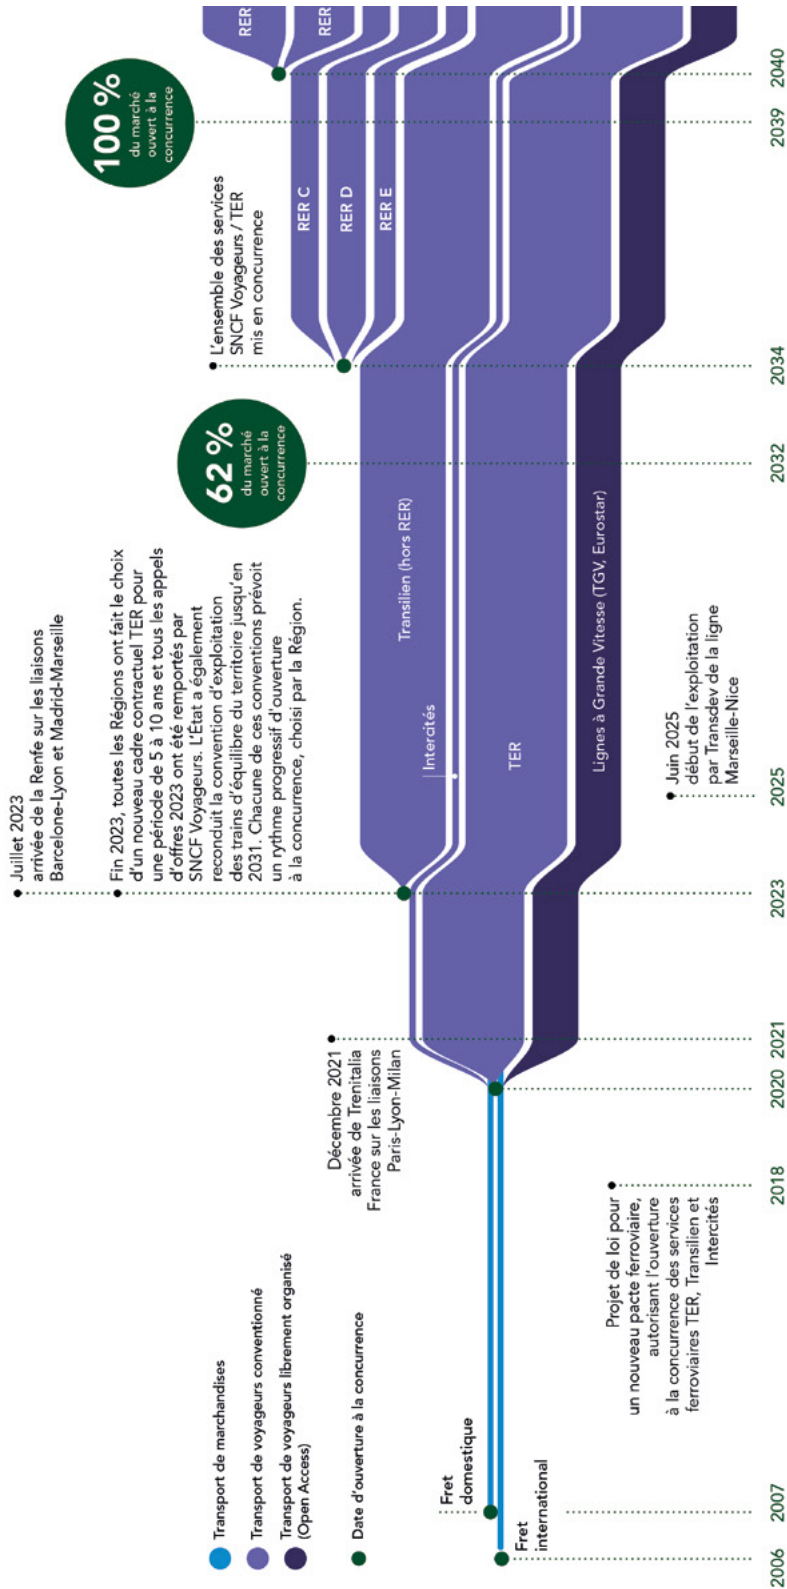 Transport de marchandises
Transport de voyageurs conventionné
Transport de voyageurs librement organisé
(Open Access)
Date d'ouverture à la concurrence
Juillet 2023
arrivée de la Renfe sur les liaisons
Barcelone-Lyon et Madrid-Marseille
Fin 2023, toutes les Régions ont fait le choix
d'un nouveau cadre contractuel TER pour
une période de 5 à 10 ans et tous les appels
d'offres 2023 ont été remportés par
SNCF Voyageurs. L'État a également
reconduit la convention d'exploitation
des trains d'équilibre du territoire jusqu'en
2031. Chacune de ces conventions prévoit
un rythme progressif d'ouverture
à la concurrence, choisi par la Région.
62 %
du marché
ouvert à la
concurrence
L'ensemble des services
SNCF Voyageurs / TER
mis en concurrence
100 %
du marché
ouvert à la
concurrence
Décembre 2021
arrivée de Trenitalia
France sur les liaisons
Paris-Lyon-Milan
RER
RER
RER C
RER D
RER E
Transilien (hors RER)
Intercités
TER
Lignes à Grande Vitesse (TGV, Eurostar)
Fret
domestique
Fret
international
Projet de loi pour
un nouveau pacte ferroviaire,
autorisant l'ouverture
à la concurrence des services
ferroviaires TER, Transilien et
Intercités
Juin 2025
début de l'exploitation
par Transdev de la ligne
Marseille-Nice
2006
2007
2018
2020
2021
2023
2025
2032
2034
2039
2040